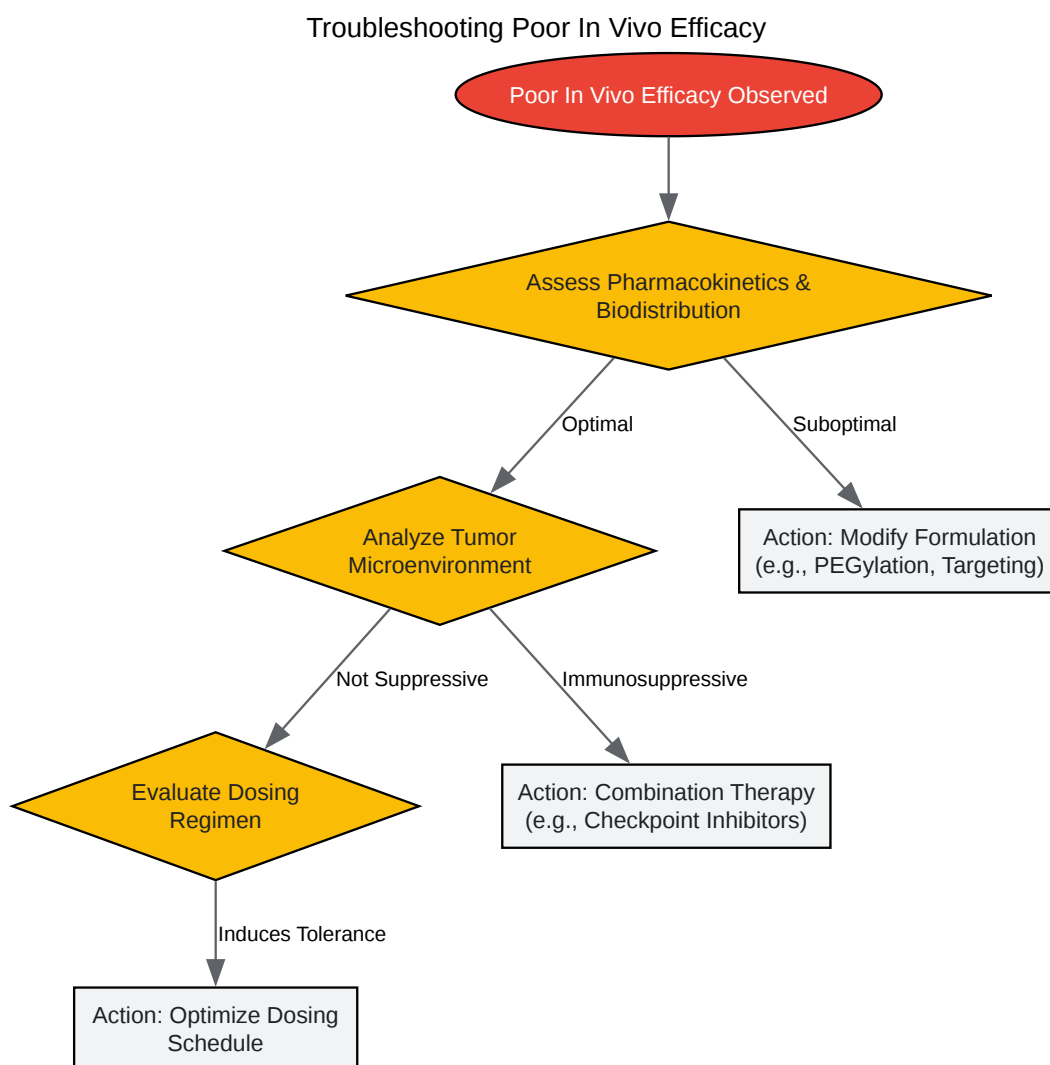 Troubleshooting Poor In Vivo Efficacy
Poor In Vivo Efficacy Observed
Assess Pharmacokinetics &
Biodistribution
Optimal
Suboptimal
Analyze Tumor
Microenvironment
Action: Modify Formulation
(e.g., PEGylation, Targeting)
Not Suppressive
Immunosuppressive
Evaluate Dosing
Regimen
Action: Combination Therapy
(e.g., Checkpoint Inhibitors)
Induces Tolerance
Action: Optimize Dosing
Schedule